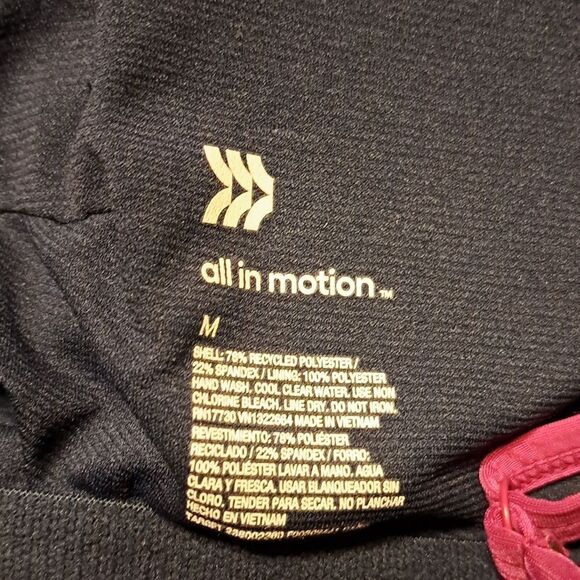 all in motion™
M
SHELL: 78% RECYCLED POLYESTER /
22% SPANDEX / LINING: 100% POLYESTER
HAND WASH. COOL CLEAR WATER. USE NON
CHLORINE BLEACH. LINE DRY. DO NOT IRON.
RN17730 VN1322664 MADE IN VIETNAM
REVESTIMIENTO: 78% POLIÉSTER
RECICLADO / 22% SPANDEX / FORRO:
100% POLIÉSTER LAVAR A MANO. AGUA
CLARA Y FRESCA. USAR BLANQUEADOR SIN
CLORO, TENDER PARA SECAR. NO PLANCHAR
HECHO EN VIETNAM
TARGET